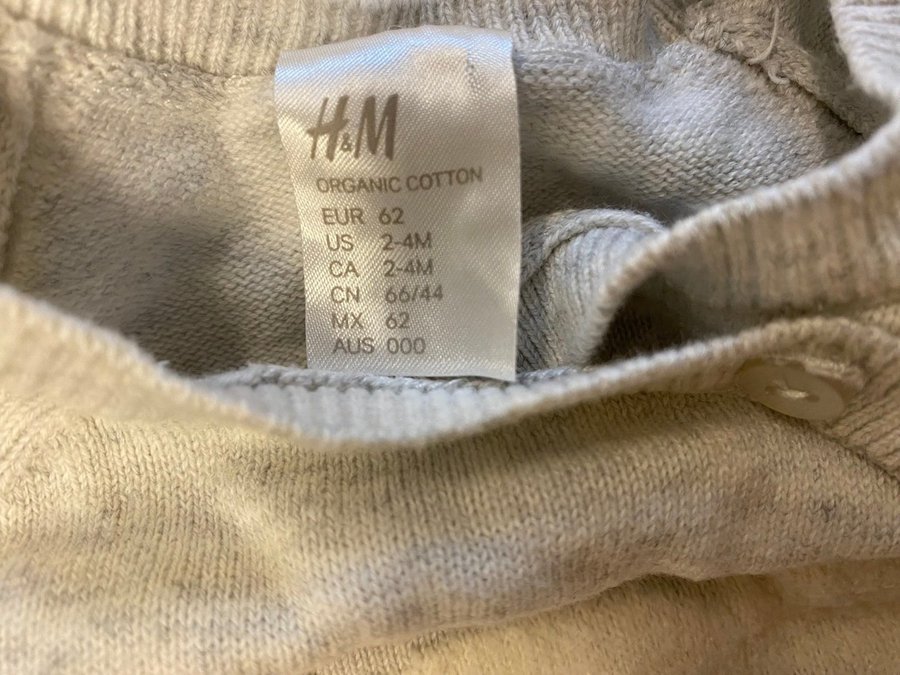 H&M
ORGANIC COTTON
EUR 62
US 2-4M
CA 2-4M
CN 66/44
MX 62
AUS 000